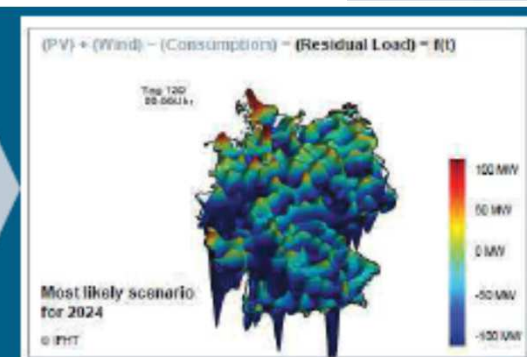 (PV) + (Wind) – (Consumption) = (Residual Load) = f(t)
Tag 120
100 MW
50 MW
0 MW
-50 MW
-100 MW
Most likely scenario
for 2024
© IFHT